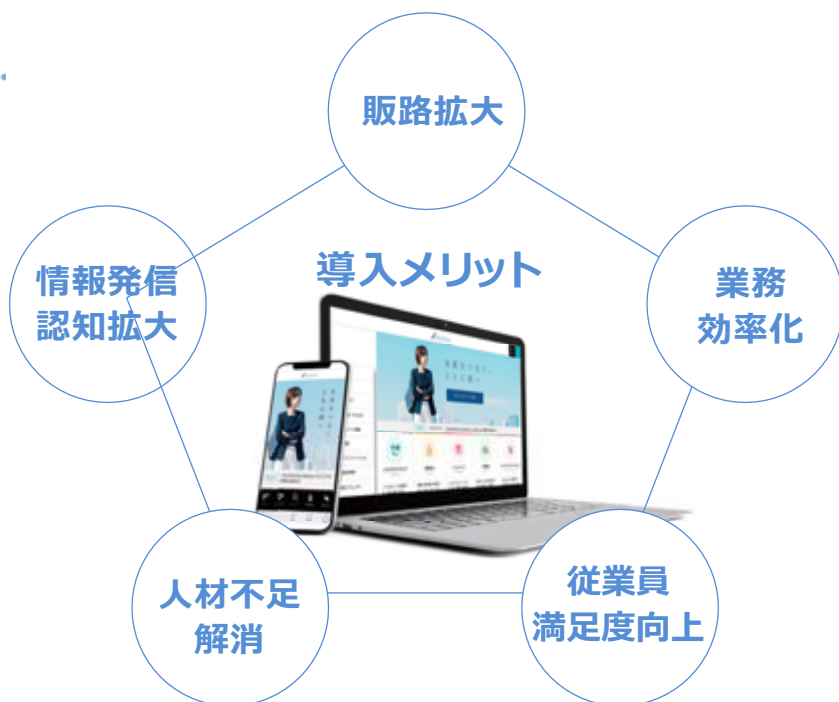 販路拡大
導入メリット
情報発信
認知拡大
業務
効率化
人材不足
解消
従業員
満足度向上